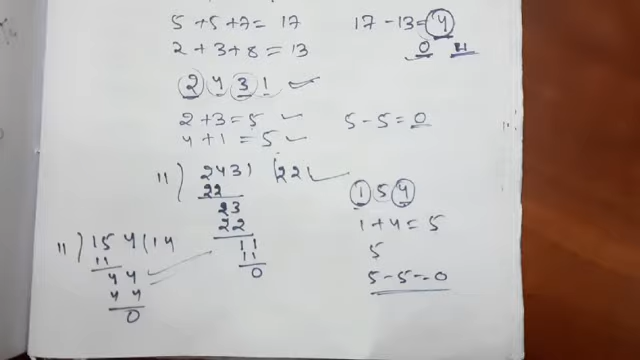 5 + 5 + 7 = 17 17 - 13 = 4
2 + 3 + 8 = 13 0 11
2 4 3 1
2 + 3 = 5 5 - 5 = 0
4 + 1 = 5
11 ) 2431 ( 221
22
23
22
11
11
0
1 5 4
1 + 4 = 5
5
5 - 5 = 0
11 ) 154 ( 14
11
44
44
0